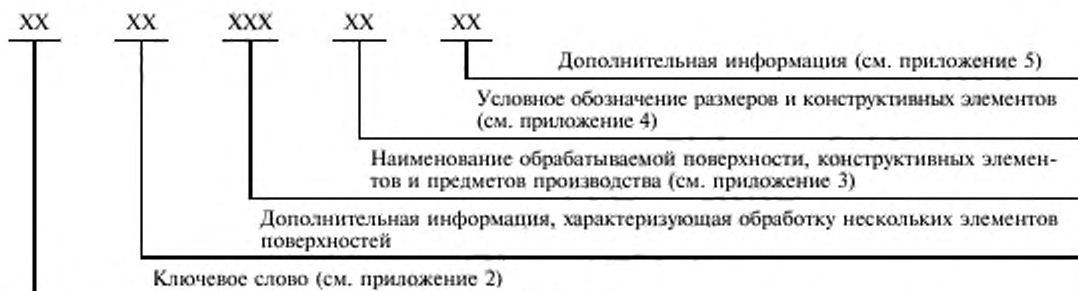 XX XX XXX XX XX
Дополнительная информация (см. приложение 5)
Условное обозначение размеров и конструктивных элементов
(см. приложение 4)
Наименование обрабатываемой поверхности, конструктивных элемен-
тов и предметов производства (см. приложение 3)
Дополнительная информация, характеризующая обработку нескольких элементов
поверхностей
Ключевое слово (см. приложение 2)